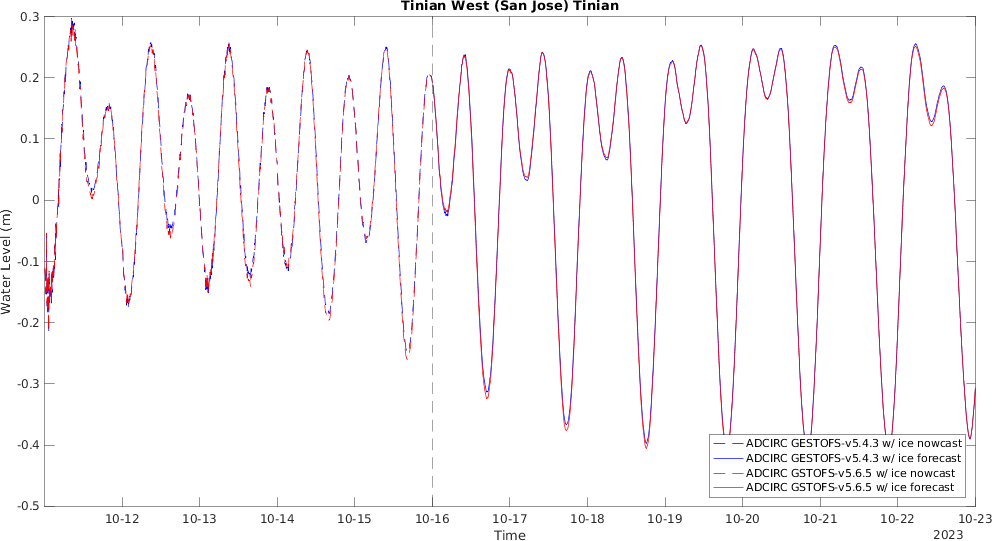 Tinian West (San Jose) Tinian
0.3
0.2
0.1
0
-0.1
-0.2
-0.3
-0.4
-0.5
Water Level (m)
10-12 10-13 10-14 10-15 10-16 10-17 10-18 10-19 10-20 10-21 10-22 10-23
Time
2023
ADCIRC GESTOFS-v5.4.3 w/ ice nowcast
ADCIRC GESTOFS-v5.4.3 w/ ice forecast
ADCIRC GSTOFS-v5.6.5 w/ ice nowcast
ADCIRC GSTOFS-v5.6.5 w/ ice forecast